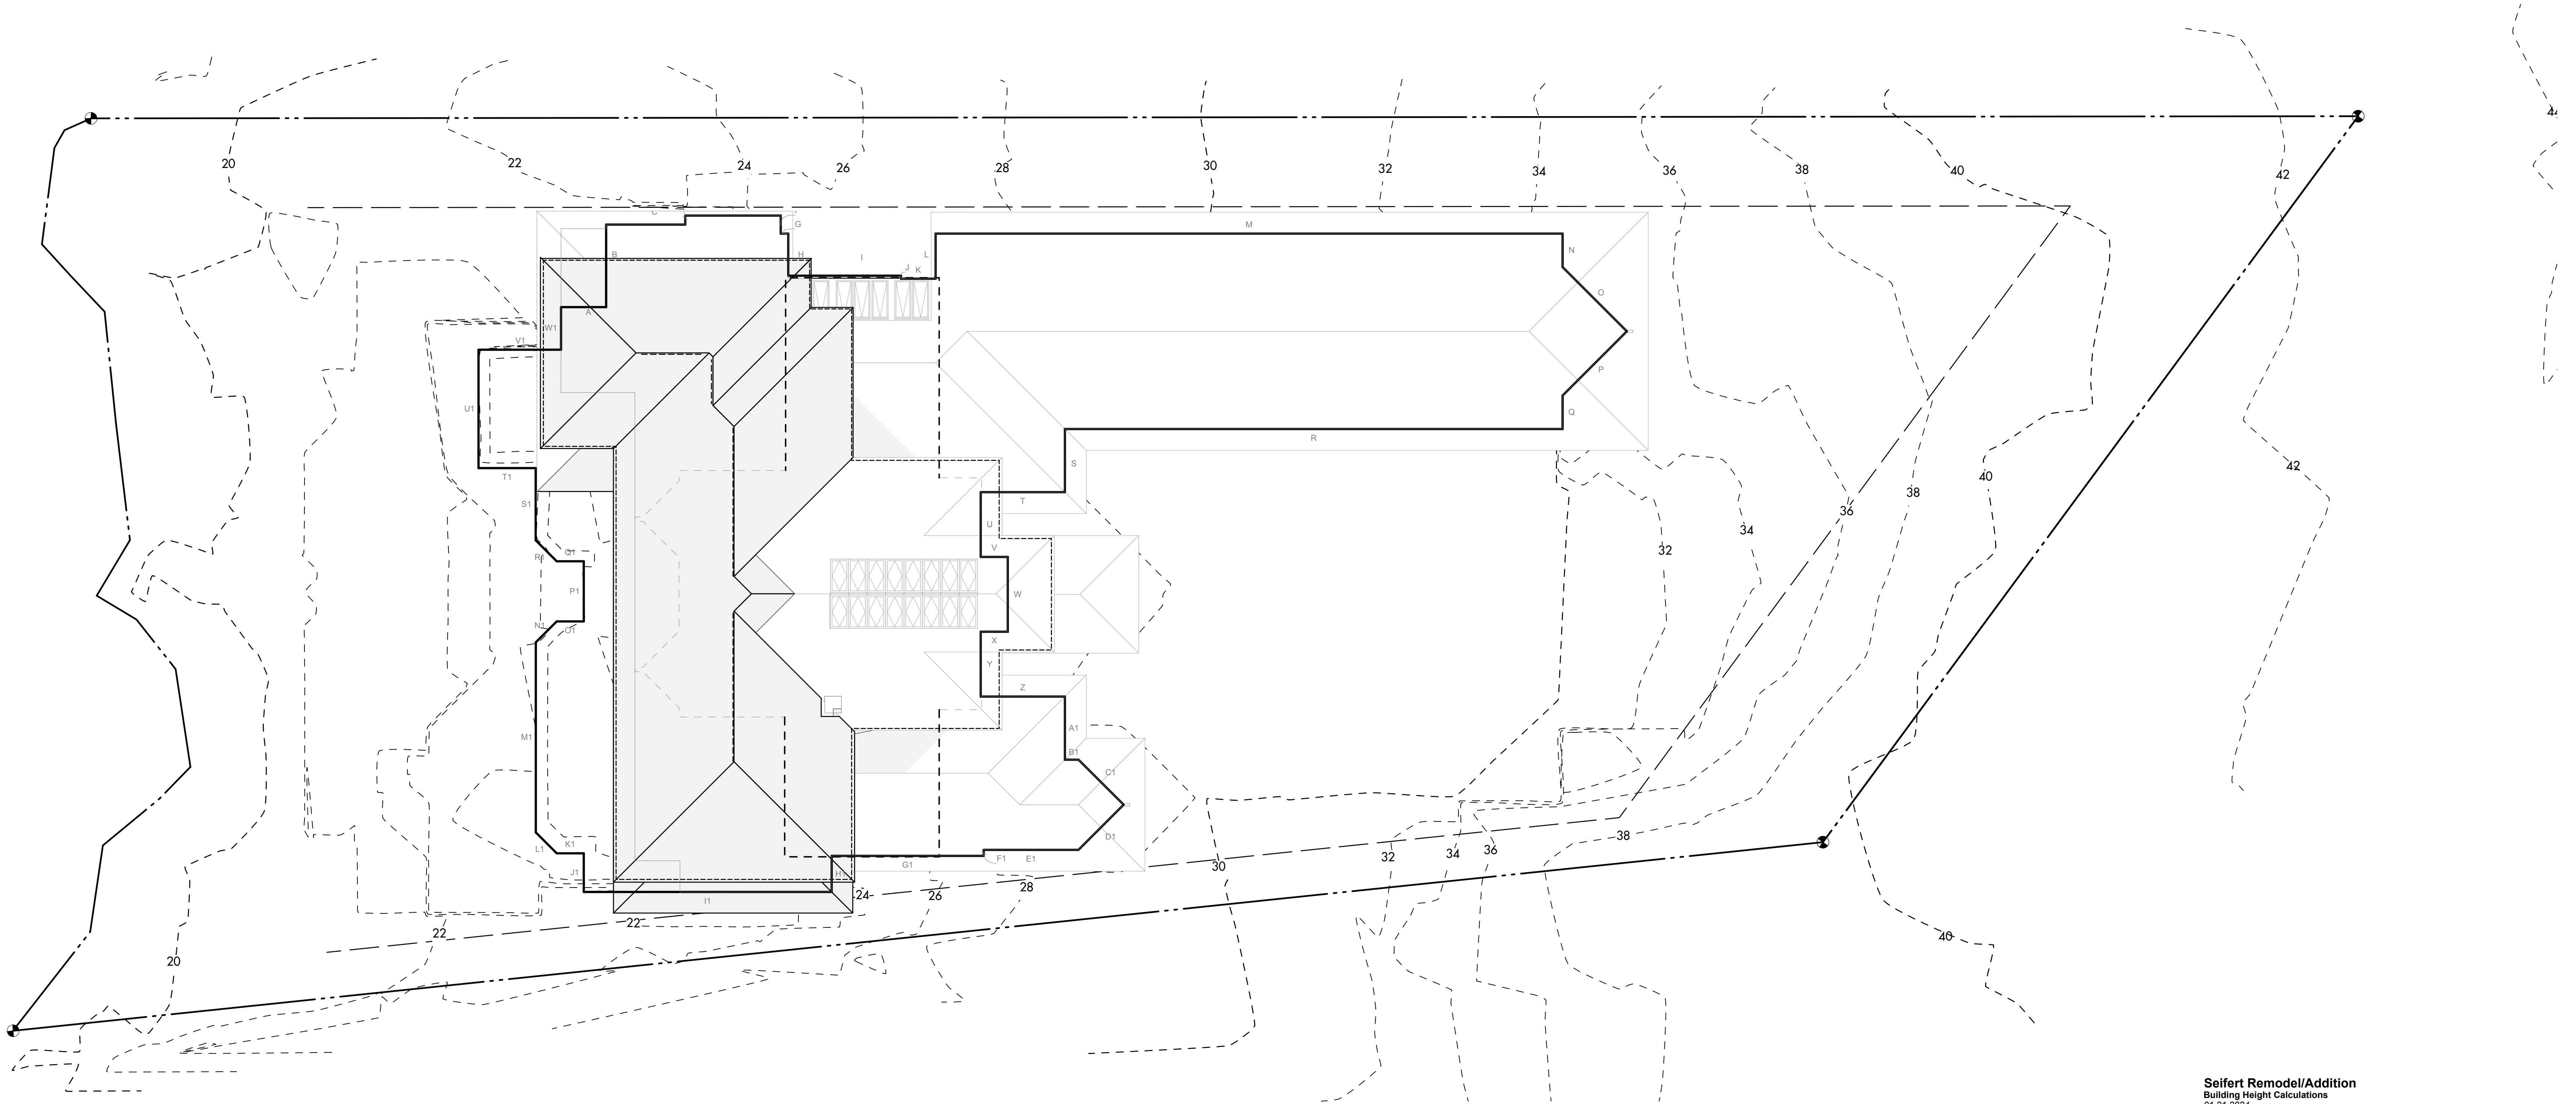 44
20
22
24
26
28
30
32
34
36
38
40
42
C
G
M
B
H
I
J
K
L
N
O
A
W1
V1
P
U1
Q
R
S
T1
T
S1
U
V
R1
Q1
P1
W
N1
O1
X
Y
Z
M1
A1
B1
C1
D1
L1
K1
J1
G1
F1
E1
I1
42
40
38
36
34
32
38
36
34
32
30
28
26
24
22
22
20
40
Seifert Remodel/Addition
Building Height Calculations